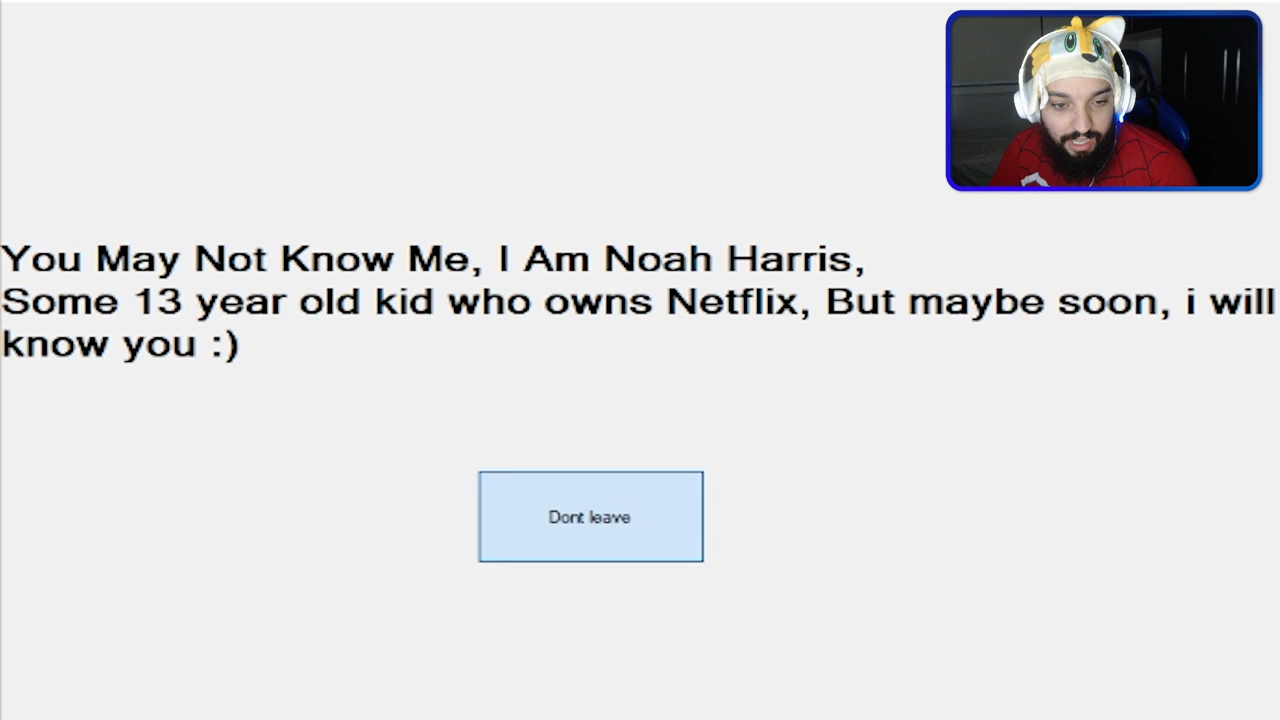 You May Not Know Me, I Am Noah Harris,
Some 13 year old kid who owns Netflix, But maybe soon, i will
know you :)
Dont leave